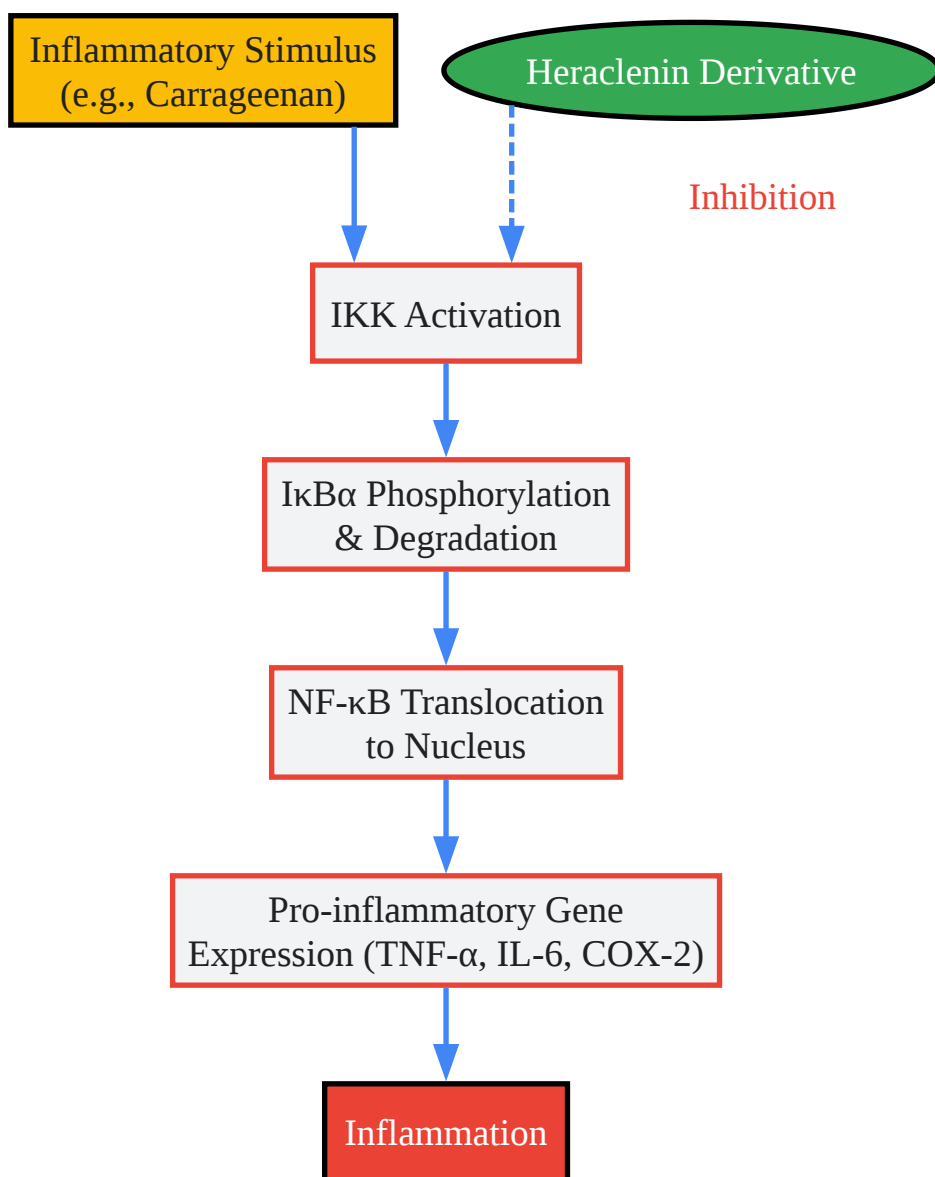 Inflammatory Stimulus
(e.g., Carrageenan)
Heraclenin Derivative
Inhibition
IKK Activation
IκBα Phosphorylation
& Degradation
NF-κB Translocation
to Nucleus
Pro-inflammatory Gene
Expression (TNF-α, IL-6, COX-2)
Inflammation